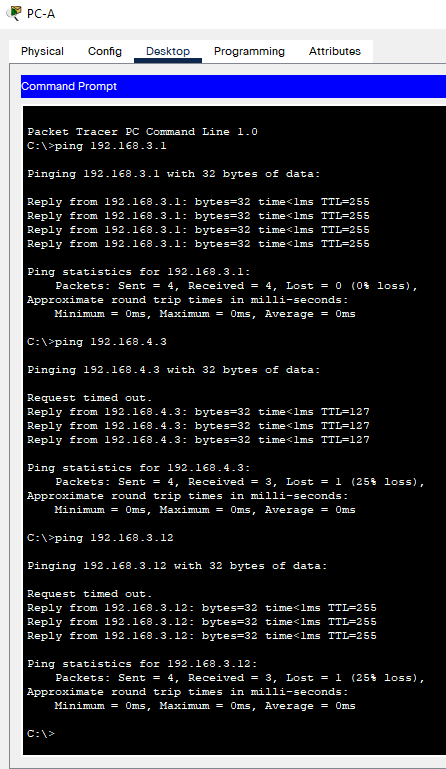 PC-A
Physical Config Desktop Programming Attributes
Command Prompt
Packet Tracer PC Command Line 1.0
C:\>ping 192.168.3.1
Pinging 192.168.3.1 with 32 bytes of data:
Reply from 192.168.3.1: bytes=32 time<1ms TTL=255
Reply from 192.168.3.1: bytes=32 time<1ms TTL=255
Reply from 192.168.3.1: bytes=32 time<1ms TTL=255
Reply from 192.168.3.1: bytes=32 time<1ms TTL=255
Ping statistics for 192.168.3.1:
Packets: Sent = 4, Received = 4, Lost = 0 (0% loss),
Approximate round trip times in milli-seconds:
Minimum = 0ms, Maximum = 0ms, Average = 0ms
C:\>ping 192.168.4.3
Pinging 192.168.4.3 with 32 bytes of data:
Request timed out.
Reply from 192.168.4.3: bytes=32 time<1ms TTL=127
Reply from 192.168.4.3: bytes=32 time<1ms TTL=127
Reply from 192.168.4.3: bytes=32 time<1ms TTL=127
Ping statistics for 192.168.4.3:
Packets: Sent = 4, Received = 3, Lost = 1 (25% loss),
Approximate round trip times in milli-seconds:
Minimum = 0ms, Maximum = 0ms, Average = 0ms
C:\>ping 192.168.3.12
Pinging 192.168.3.12 with 32 bytes of data:
Request timed out.
Reply from 192.168.3.12: bytes=32 time<1ms TTL=255
Reply from 192.168.3.12: bytes=32 time<1ms TTL=255
Reply from 192.168.3.12: bytes=32 time<1ms TTL=255
Ping statistics for 192.168.3.12:
Packets: Sent = 4, Received = 3, Lost = 1 (25% loss),
Approximate round trip times in milli-seconds:
Minimum = 0ms, Maximum = 0ms, Average = 0ms
C:\>